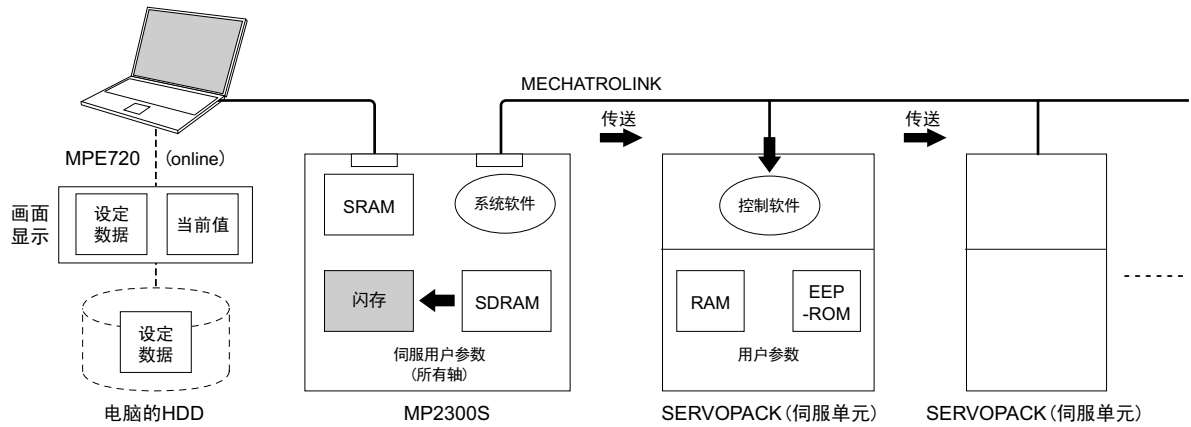 MECHATROLINK
传送
传送
MPE720 (online)
画面
显示
设定
数据
当前值
设定
数据
电脑的HDD
SRAM
系统软件
闪存
SDRAM
伺服用户参数
(所有轴)
MP2300S
控制软件
RAM
EEP
-ROM
用户参数
SERVOPACK(伺服单元)
SERVOPACK(伺服单元)